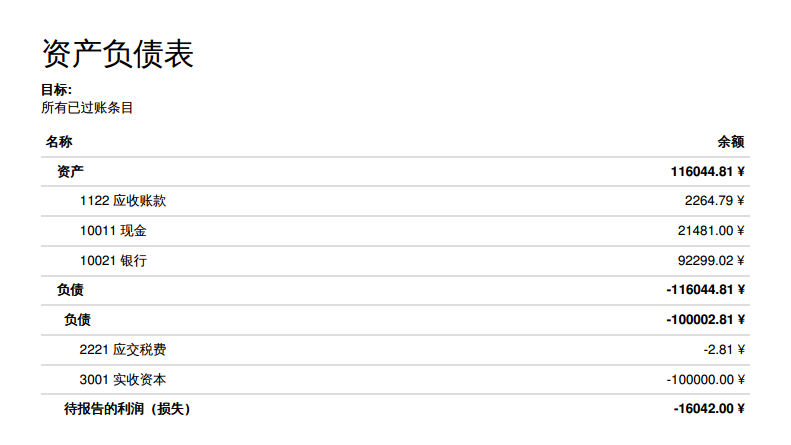 资产负债表
目标:
所有已过账条目
名称 余额
资产 116044.81 ¥
1122 应收账款 2264.79 ¥
10011 现金 21481.00 ¥
10021 银行 92299.02 ¥
负债 -116044.81 ¥
负债 -100002.81 ¥
2221 应交税费 -2.81 ¥
3001 实收资本 -100000.00 ¥
待报告的利润（损失） -16042.00 ¥